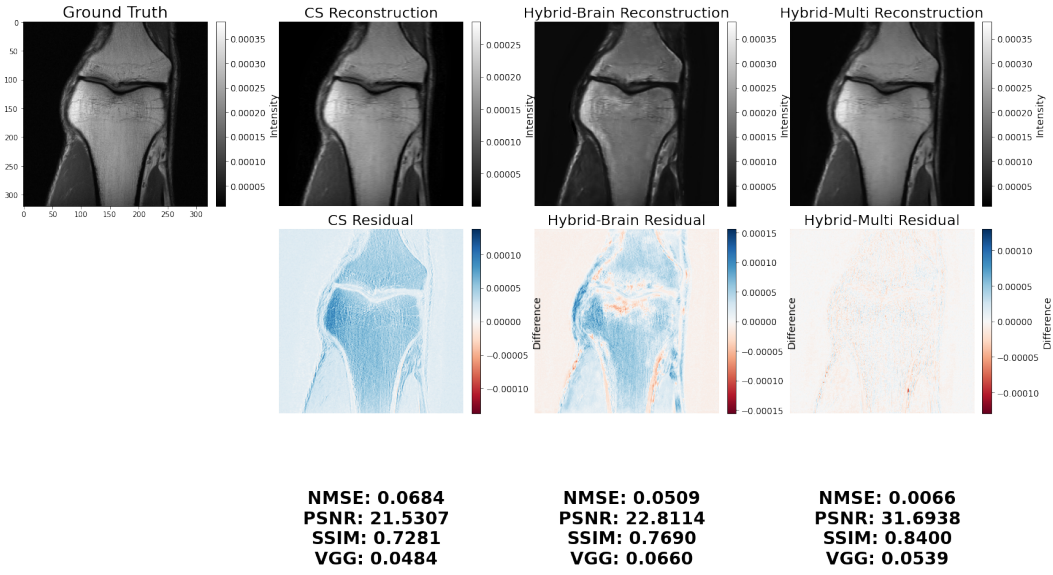 Ground Truth
CS Reconstruction
Hybrid-Brain Reconstruction
Hybrid-Multi Reconstruction
0
50
100
150
200
250
300
0 50 100 150 200 250 300
0.00035
0.00030
0.00025
0.00020
0.00015
0.00010
0.00005
Intensity
0.00025
0.00020
0.00015
0.00010
0.00005
Intensity
0.00035
0.00030
0.00025
0.00020
0.00015
0.00010
0.00005
Intensity
0.00035
0.00030
0.00025
0.00020
0.00015
0.00010
0.00005
Intensity
CS Residual
Hybrid-Brain Residual
Hybrid-Multi Residual
0.00010
0.00005
0.00000
−0.00005
−0.00010
Difference
0.00015
0.00010
0.00005
0.00000
−0.00005
−0.00010
−0.00015
Difference
0.00010
0.00005
0.00000
−0.00005
−0.00010
Difference
NMSE: 0.0684
PSNR: 21.5307
SSIM: 0.7281
VGG: 0.0484
NMSE: 0.0509
PSNR: 22.8114
SSIM: 0.7690
VGG: 0.0660
NMSE: 0.0066
PSNR: 31.6938
SSIM: 0.8400
VGG: 0.0539